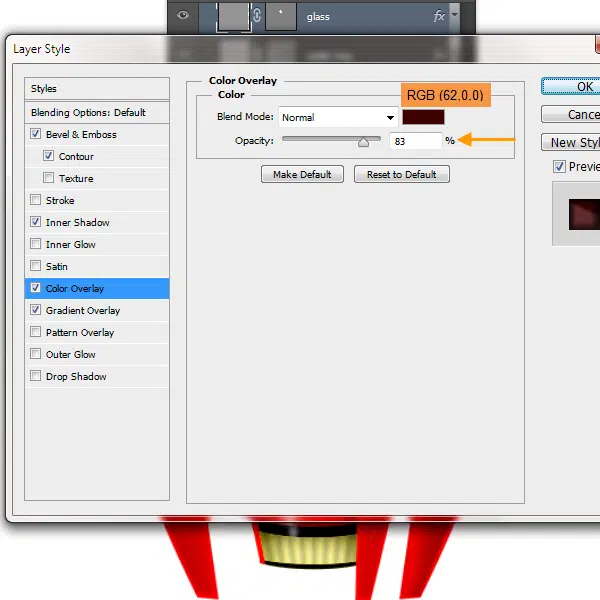 glass
fx
Layer Style
Styles
Blending Options: Default
Bevel & Emboss
Contour
Texture
Stroke
Inner Shadow
Inner Glow
Satin
Color Overlay
Gradient Overlay
Pattern Overlay
Outer Glow
Drop Shadow
Color Overlay
Color
RGB (62,0.0)
Blend Mode: Normal
Opacity: 83 %
Make Default Reset to Default
OK
Cance
New Styl
Previe